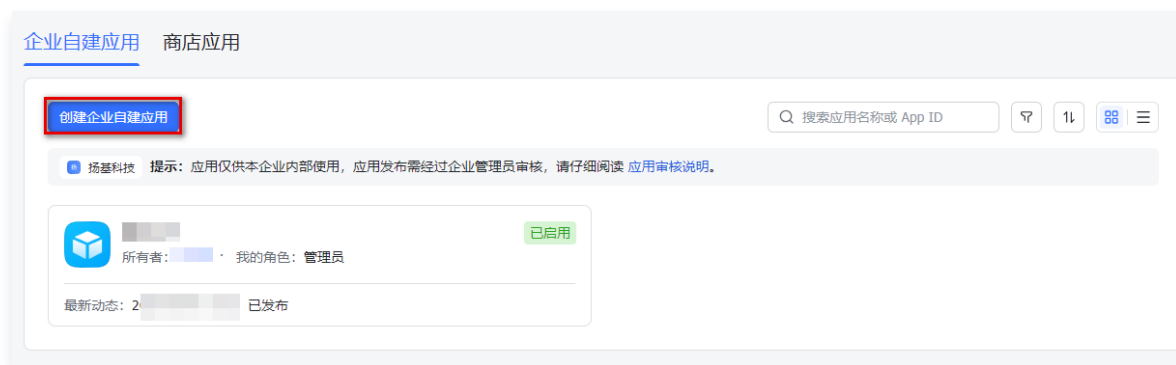 企业自建应用 商店应用
创建企业自建应用 搜索应用名称或 App ID
扬基科技 提示：应用仅供本企业内部使用，应用发布需经过企业管理员审核，请仔细阅读 应用审核说明。
已启用
所有者： · 我的角色：管理员
最新动态：2 已发布